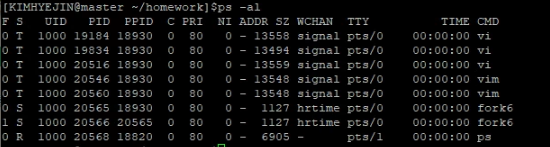 [KIMHYEJIN@master ~/homework]$ps -al
F S UID PID PPID C PRI NI ADDR SZ WCHAN TTY TIME CMD
0 T 1000 19184 18930 0 80 0 - 13558 signal pts/0 00:00:00 vi
0 T 1000 19834 18930 0 80 0 - 13494 signal pts/0 00:00:00 vi
0 T 1000 20516 18930 0 80 0 - 13559 signal pts/0 00:00:00 vi
0 T 1000 20546 18930 0 80 0 - 13548 signal pts/0 00:00:00 vim
0 T 1000 20560 18930 0 80 0 - 13548 signal pts/0 00:00:00 vim
0 S 1000 20565 18930 0 80 0 - 1127 hrtime pts/0 00:00:00 fork6
1 S 1000 20566 20565 0 80 0 - 1127 hrtime pts/0 00:00:00 fork6
0 R 1000 20568 18820 0 80 0 - 6905 - pts/1 00:00:00 ps